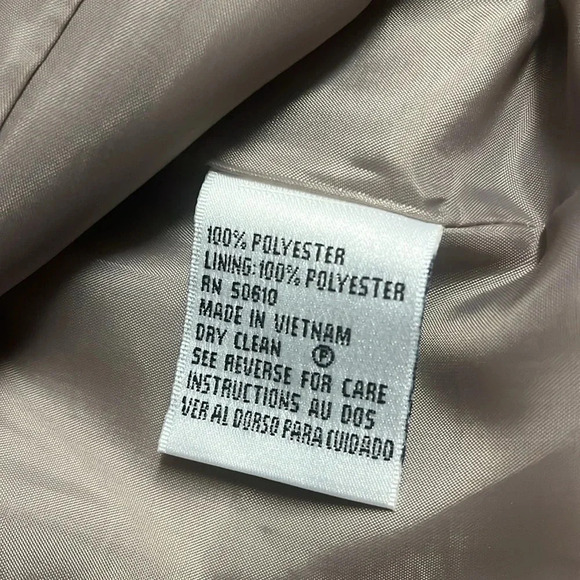 100% POLYESTER
LINING:100% POLYESTER
RN 50610
MADE IN VIETNAM
DRY CLEAN Ⓕ
SEE REVERSE FOR CARE
INSTRUCTIONS AU DOS
VER AL DORSO PARA CUIDADO